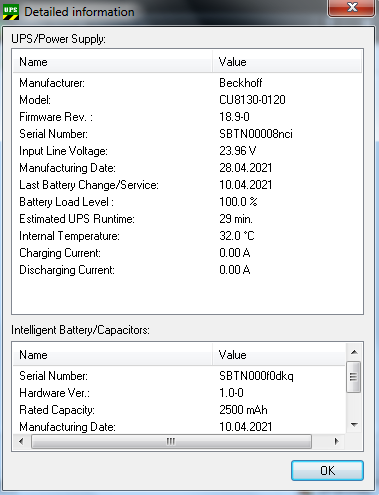 UPS Detailed information
UPS/Power Supply:
Name Value
Manufacturer: Beckhoff
Model: CU8130-0120
Firmware Rev. : 18.9-0
Serial Number: SBTN00008nci
Input Line Voltage: 23.96 V
Manufacturing Date: 28.04.2021
Last Battery Change/Service: 10.04.2021
Battery Load Level : 100.0 %
Estimated UPS Runtime: 29 min.
Internal Temperature: 32.0 °C
Charging Current: 0.00 A
Discharging Current: 0.00 A
Intelligent Battery/Capacitors:
Name Value
Serial Number: SBTN000f0dkq
Hardware Ver.: 1.0-0
Rated Capacity: 2500 mAh
Manufacturing Date: 10.04.2021
OK